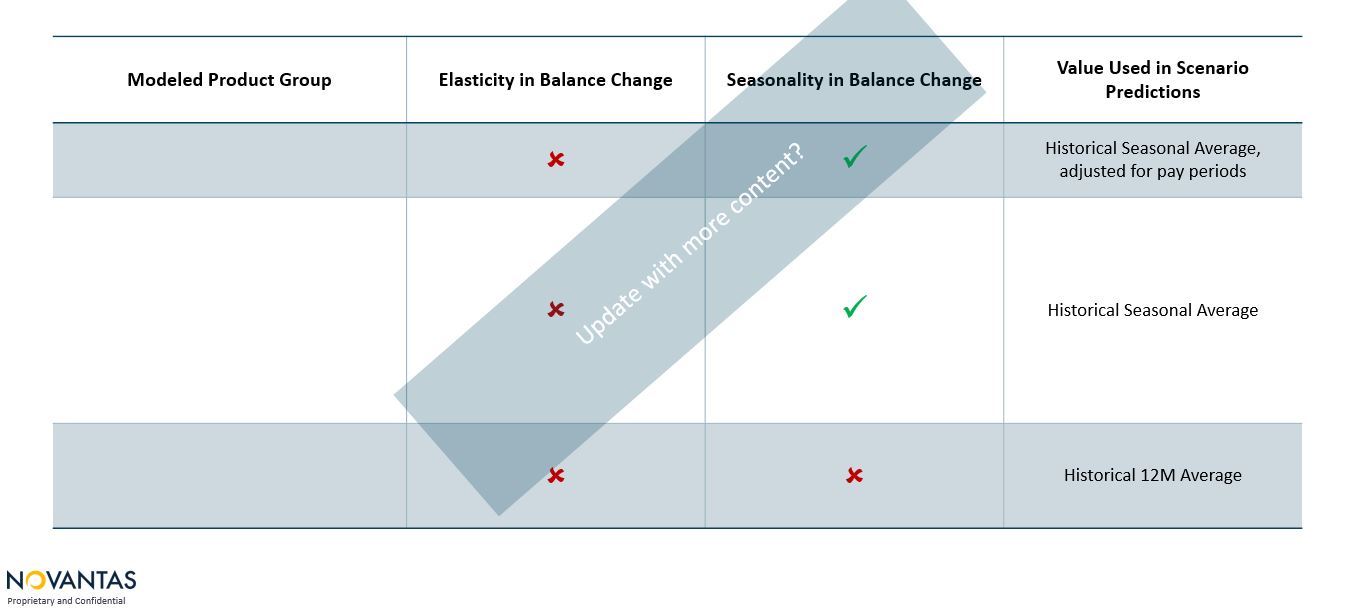 Modeled Product Group
Elasticity in Balance Change
Seasonality in Balance Change
Value Used in Scenario
Predictions
✘
✓
Historical Seasonal Average,
adjusted for pay periods
Update with more content?
✘
✓
Historical Seasonal Average
✘
✘
Historical 12M Average
NOVANTAS
Proprietary and Confidential